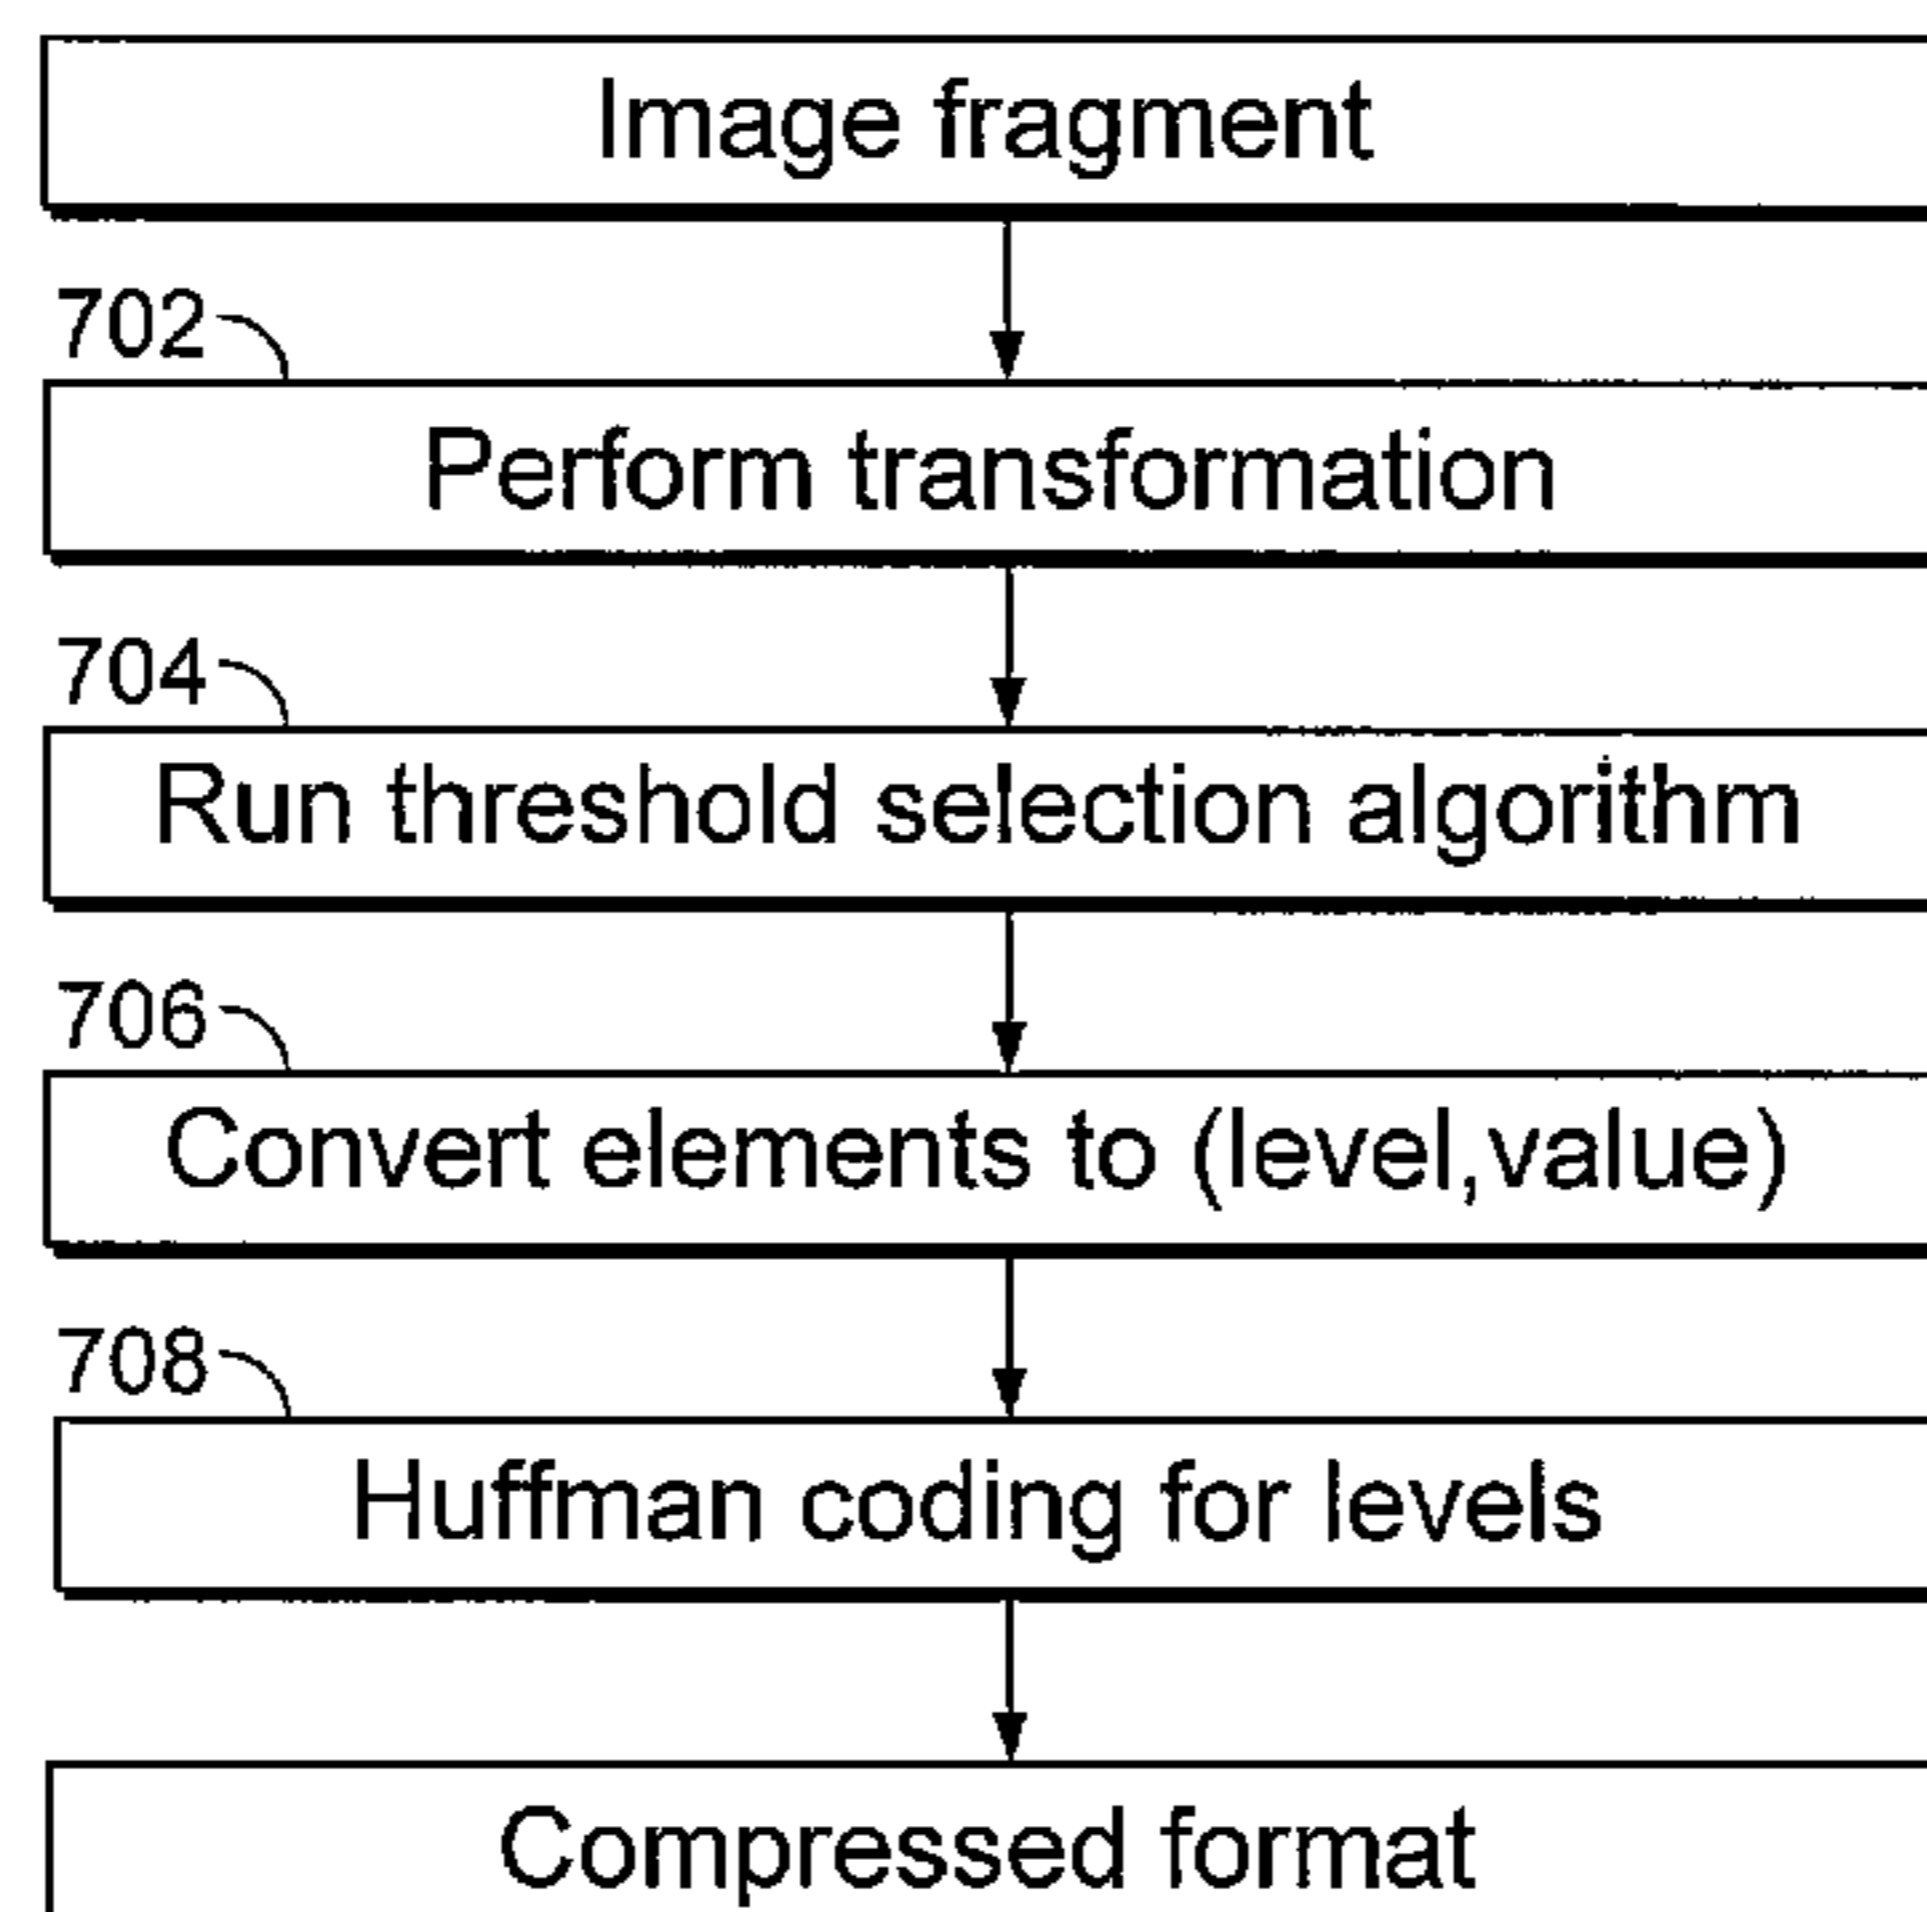 Image fragment
702
Perform transformation
704
Run threshold selection algorithm
706
Convert elements to (level,value)
708
Huffman coding for levels
Compressed format